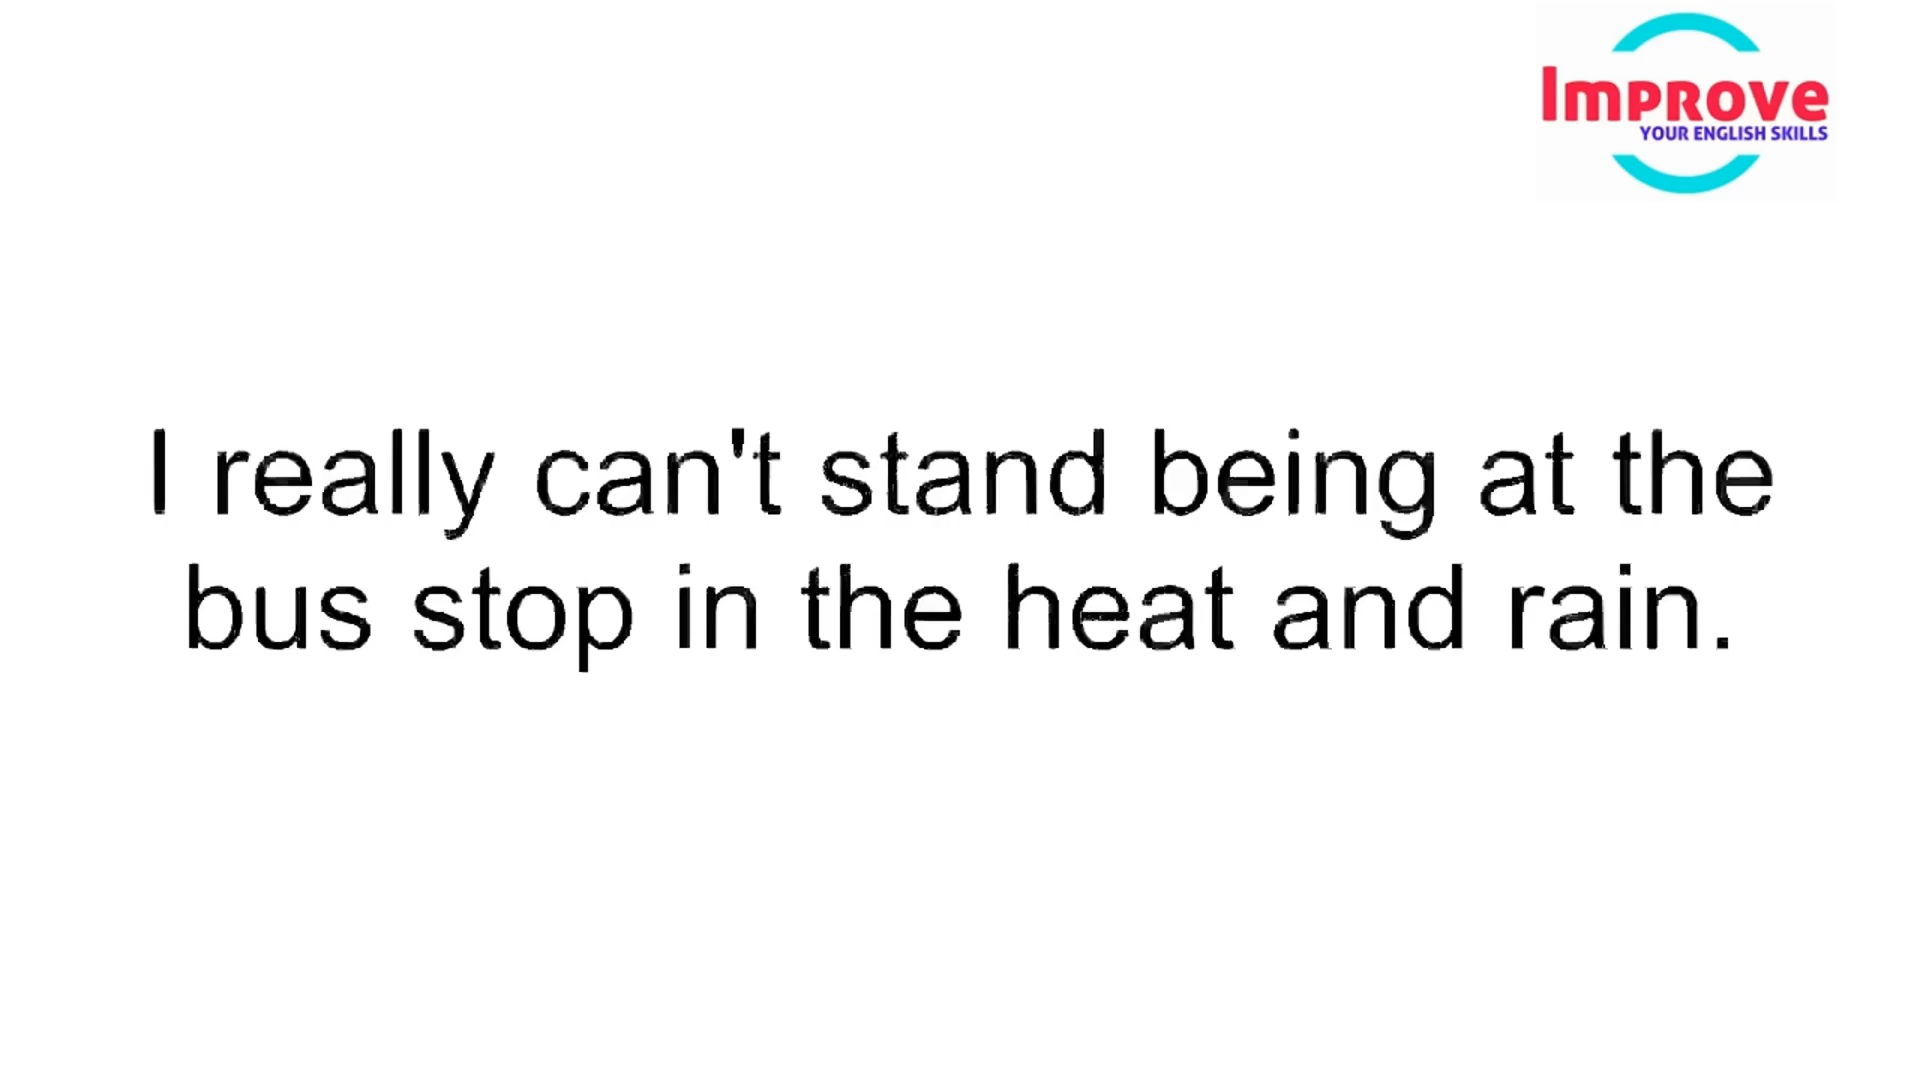 Improve
YOUR ENGLISH SKILLS
I really can't stand being at the
bus stop in the heat and rain.